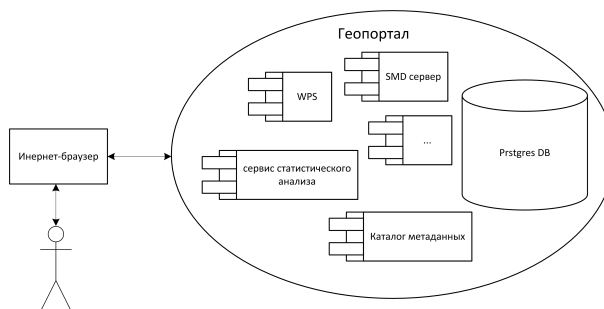 Геопортал
SMD сервер
WPS
...
Prstgres DB
Инернет-браузер
сервис статистического
анализа
Каталог метаданных